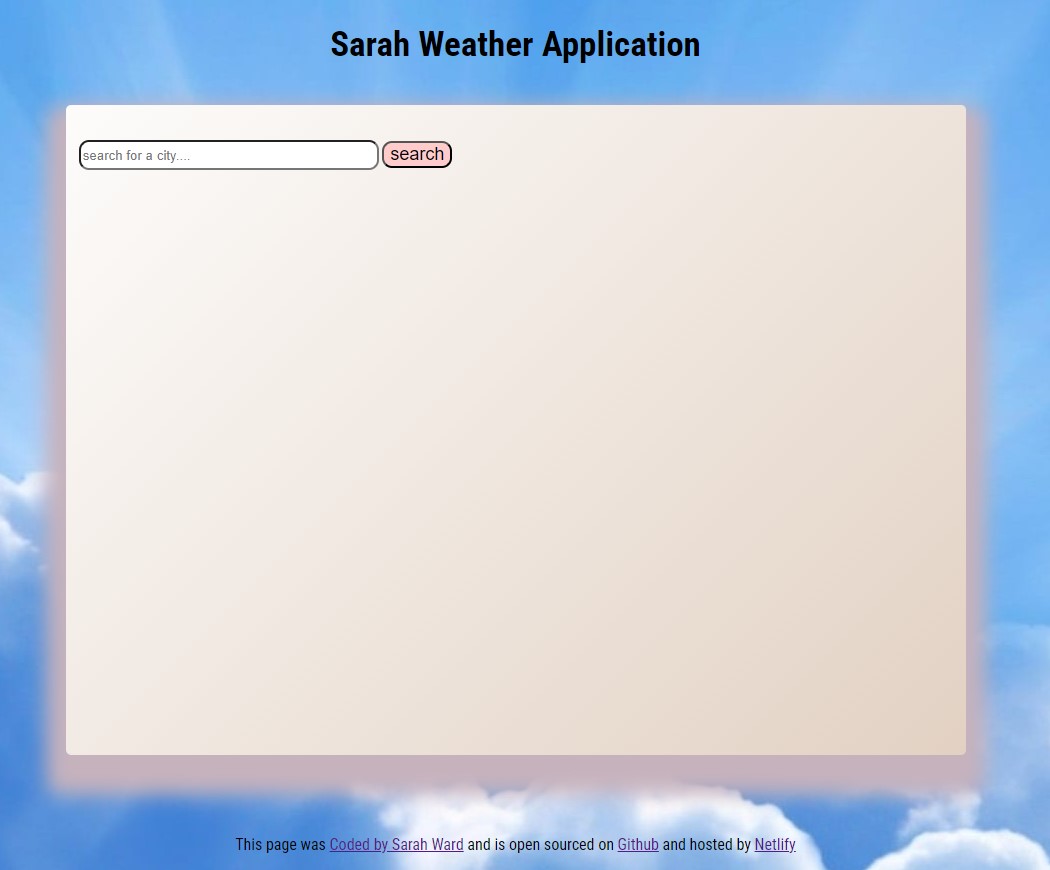 Sarah Weather Application
search for a city.... search
This page was Coded by Sarah Ward and is open sourced on Github and hosted by Netlify